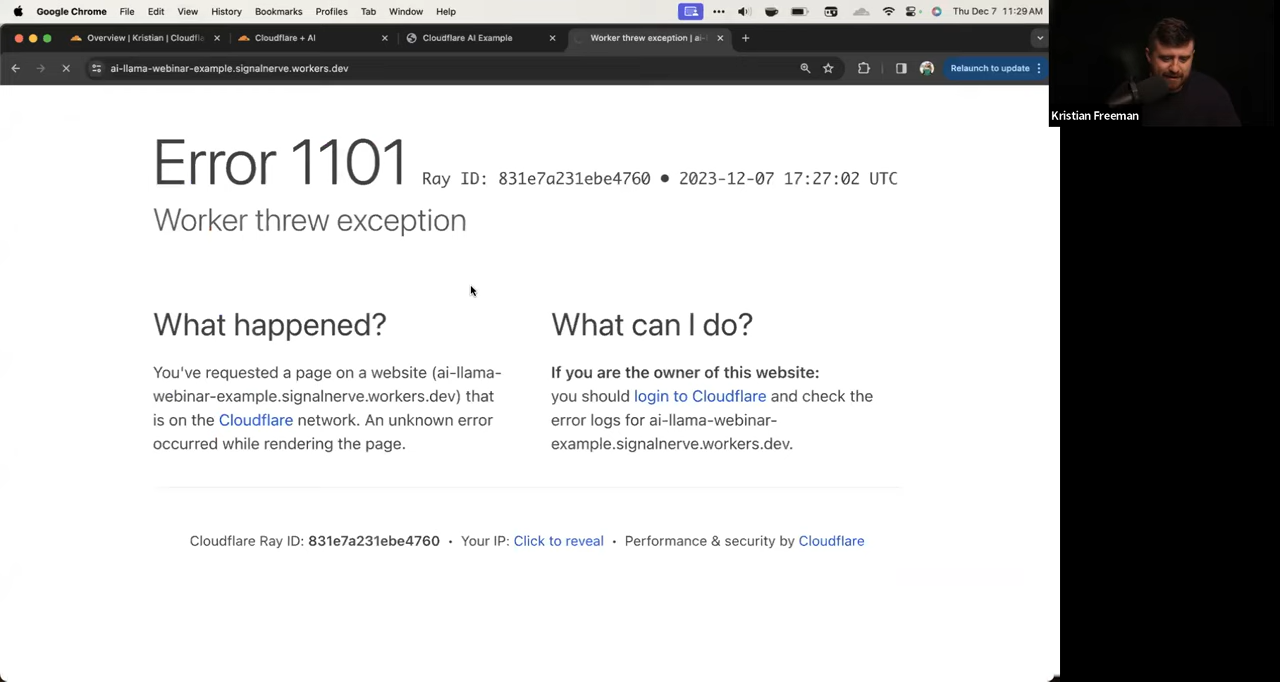 Google Chrome File Edit View History Bookmarks Profiles Tab Window Help Thu Dec 7 11:29 AM
Overview | Kristian | Cloudfl Cloudflare + AI Cloudflare AI Example Worker threw exception | ai-l
ai-llama-webinar-example.signalnerve.workers.dev Relaunch to update
Kristian Freeman
Error 1101 Ray ID: 831e7a231ebe4760 • 2023-12-07 17:27:02 UTC
Worker threw exception
What happened?
You've requested a page on a website (ai-llama-
webinar-example.signalnerve.workers.dev) that
is on the Cloudflare network. An unknown error
occurred while rendering the page.
What can I do?
If you are the owner of this website:
you should login to Cloudflare and check the
error logs for ai-llama-webinar-
example.signalnerve.workers.dev.
Cloudflare Ray ID: 831e7a231ebe4760 • Your IP: Click to reveal • Performance & security by Cloudflare